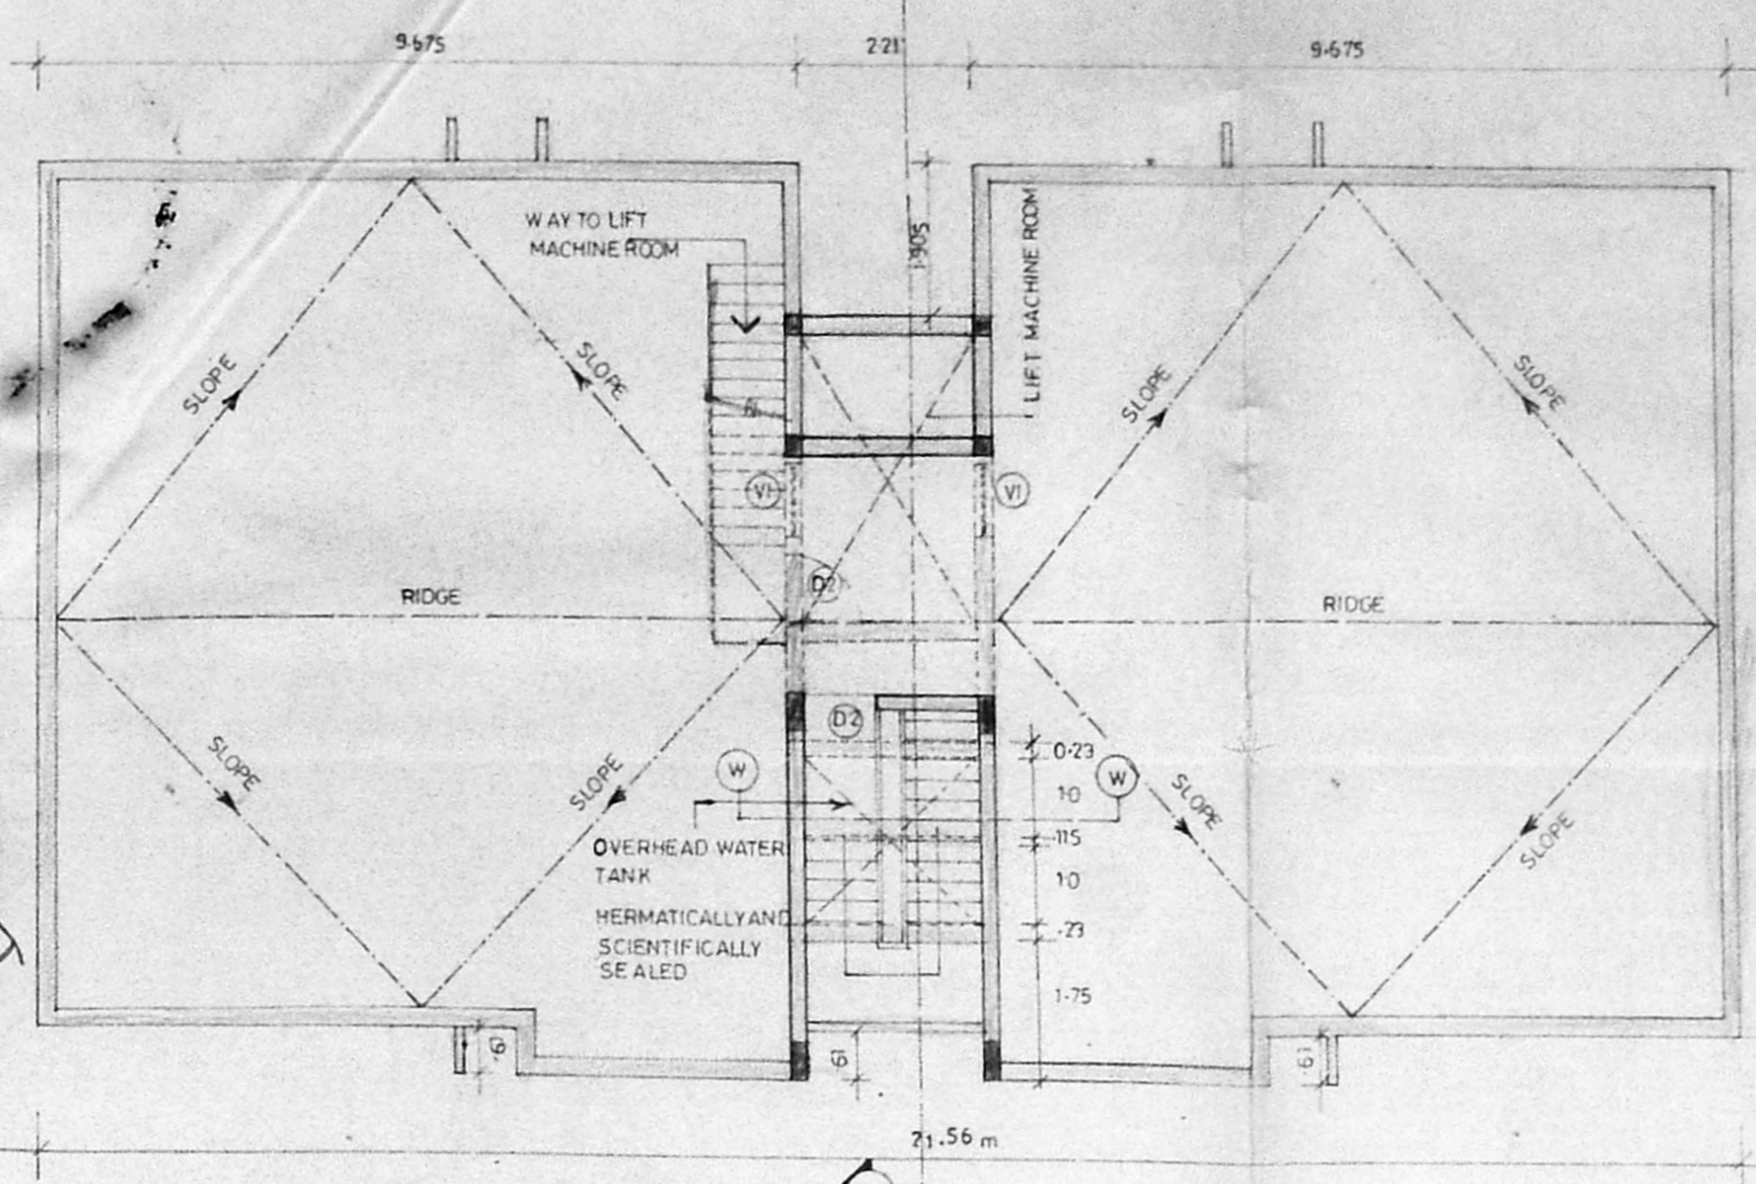 9.675
2.21
9.675
WAY TO LIFT
MACHINE ROOM
1.905
LIFT MACHINE ROOM
SLOPE
SLOPE
SLOPE
SLOPE
V1
V1
D2
RIDGE
RIDGE
D2
W
W
0.23
1.0
.115
1.0
.23
1.75
SLOPE
SLOPE
SLOPE
SLOPE
OVERHEAD WATER
TANK
HERMATICALLY AND
SCIENTIFICALLY
SEALED
.61
.61
.61
21.56 m